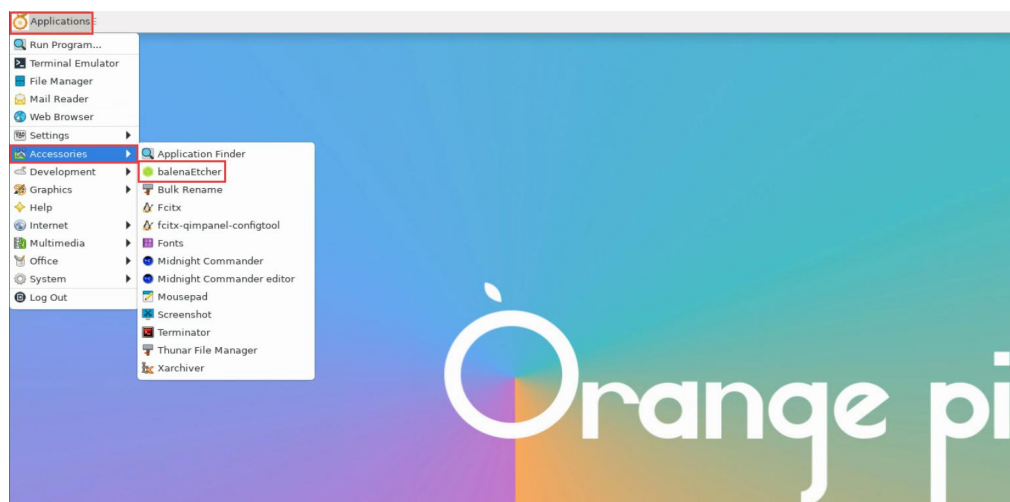 Applications
Run Program...
Terminal Emulator
File Manager
Mail Reader
Web Browser
Settings
Accessories
Development
Graphics
Help
Internet
Multimedia
Office
System
Log Out
Application Finder
balenaEtcher
Bulk Rename
Fcitx
fcitx-qimpanel-configtool
Fonts
Midnight Commander
Midnight Commander editor
Mousepad
Screenshot
Terminator
Thunar File Manager
Xarchiver
Orange pi